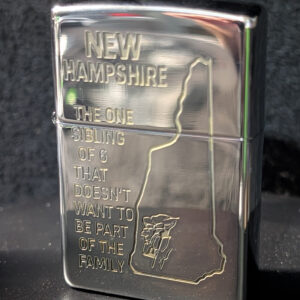 NEW
HAMPSHIRE
THE ONE
SIBLING
OF 6
THAT
DOESN'T
WANT TO
BE PART
OF THE
FAMILY